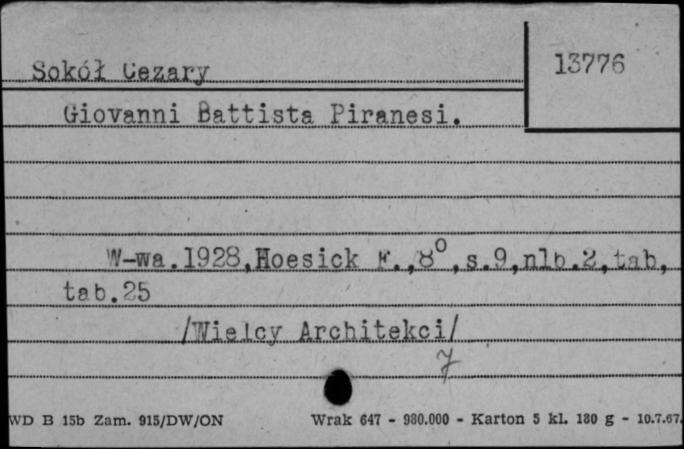 Sokół Cezary
13776
Giovanni Battista Piranesi.
W-wa.1928,Hoesick F.,8⁰,s.9,nlb.2,tab,
tab.25
/Wielcy Architekci/
7
WD B 15b Zam. 915/DW/ON Wrak 647 - 980.000 - Karton 5 kl. 180 g - 10.7.67.